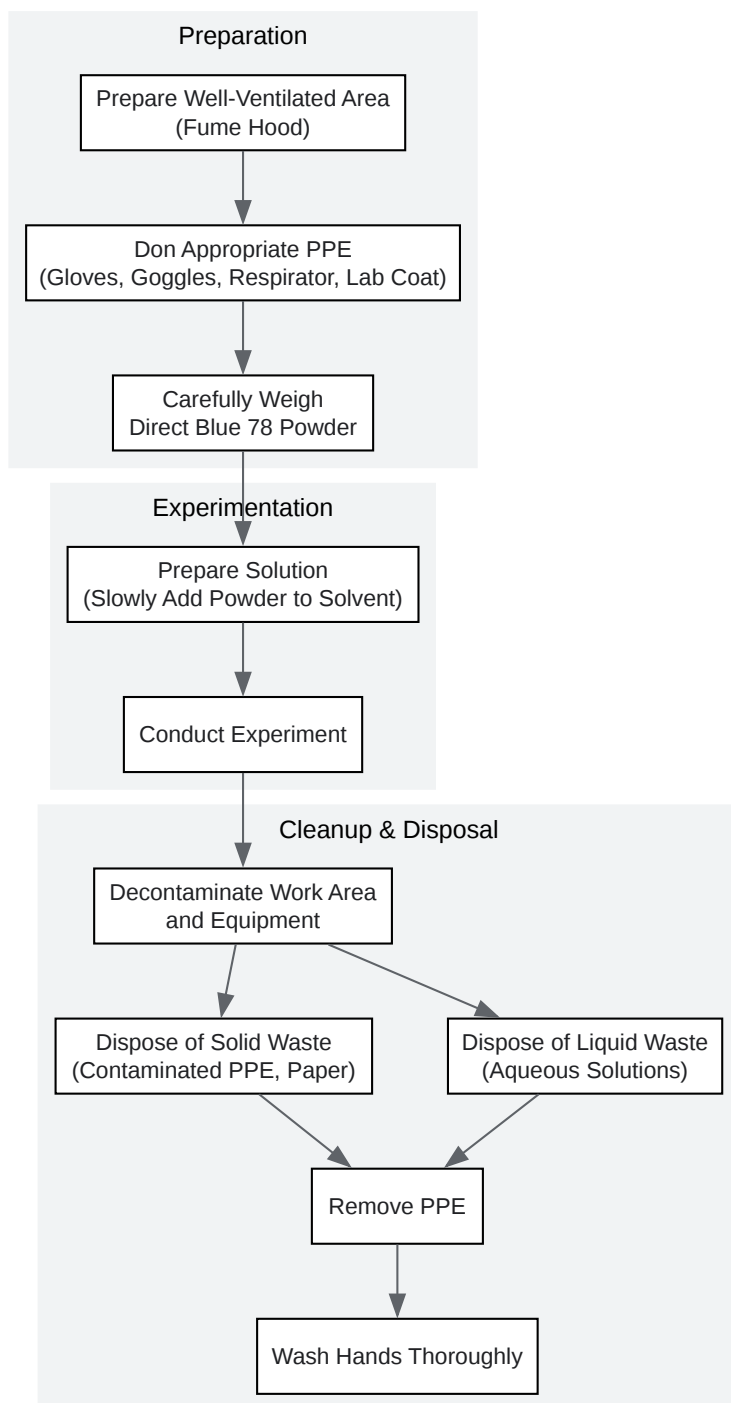 Preparation
Prepare Well-Ventilated Area
(Fume Hood)
Don Appropriate PPE
(Gloves, Goggles, Respirator, Lab Coat)
Carefully Weigh
Direct Blue 78 Powder
Experimentation
Prepare Solution
(Slowly Add Powder to Solvent)
Conduct Experiment
Cleanup & Disposal
Decontaminate Work Area
and Equipment
Dispose of Solid Waste
(Contaminated PPE, Paper)
Dispose of Liquid Waste
(Aqueous Solutions)
Remove PPE
Wash Hands Thoroughly